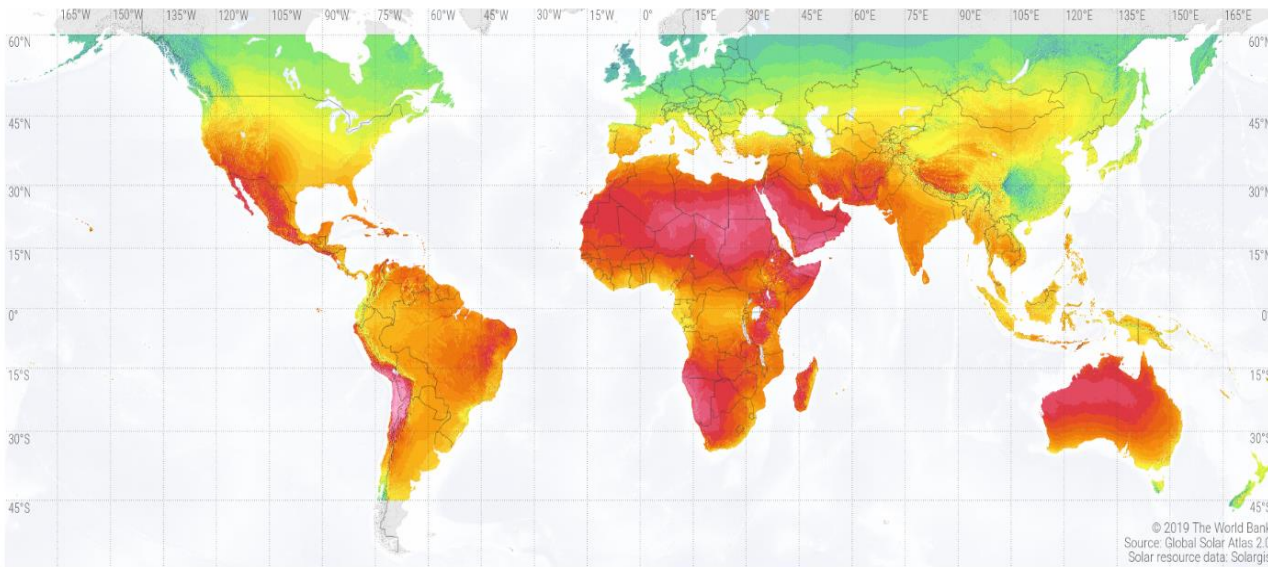 165°W 150°W 135°W 120°W 105°W 90°W 75°W 60°W 45°W 30°W 15°W 0° 15°E 30°E 45°E 60°E 75°E 90°E 105°E 120°E 135°E 150°E 165°E
60°N 60°N
45°N 45°N
30°N 30°N
15°N 15°N
0° 0°
15°S 15°S
30°S 30°S
45°S 45°S
© 2019 The World Bank
Source: Global Solar Atlas 2.0
Solar resource data: Solargis